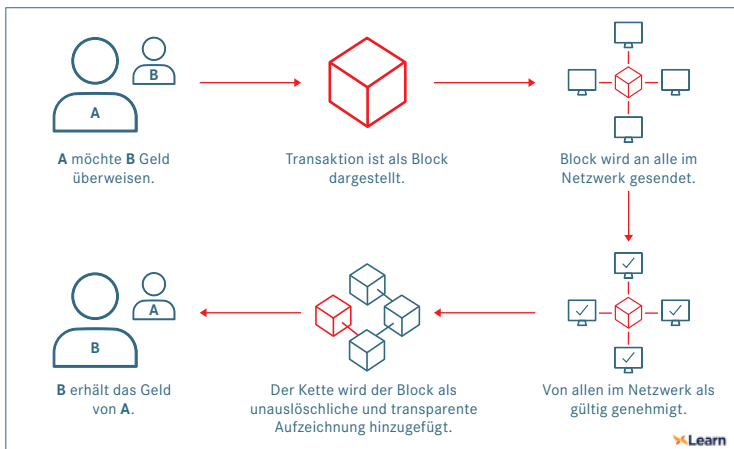 B
A
A möchte B Geld
überweisen.
Transaktion ist als Block
dargestellt.
Block wird an alle im
Netzwerk gesendet.
A
B
B erhält das Geld
von A.
Der Kette wird der Block als
unauslöschliche und transparente
Aufzeichnung hinzugefügt.
Von allen im Netzwerk als
gültig genehmigt.
Learn